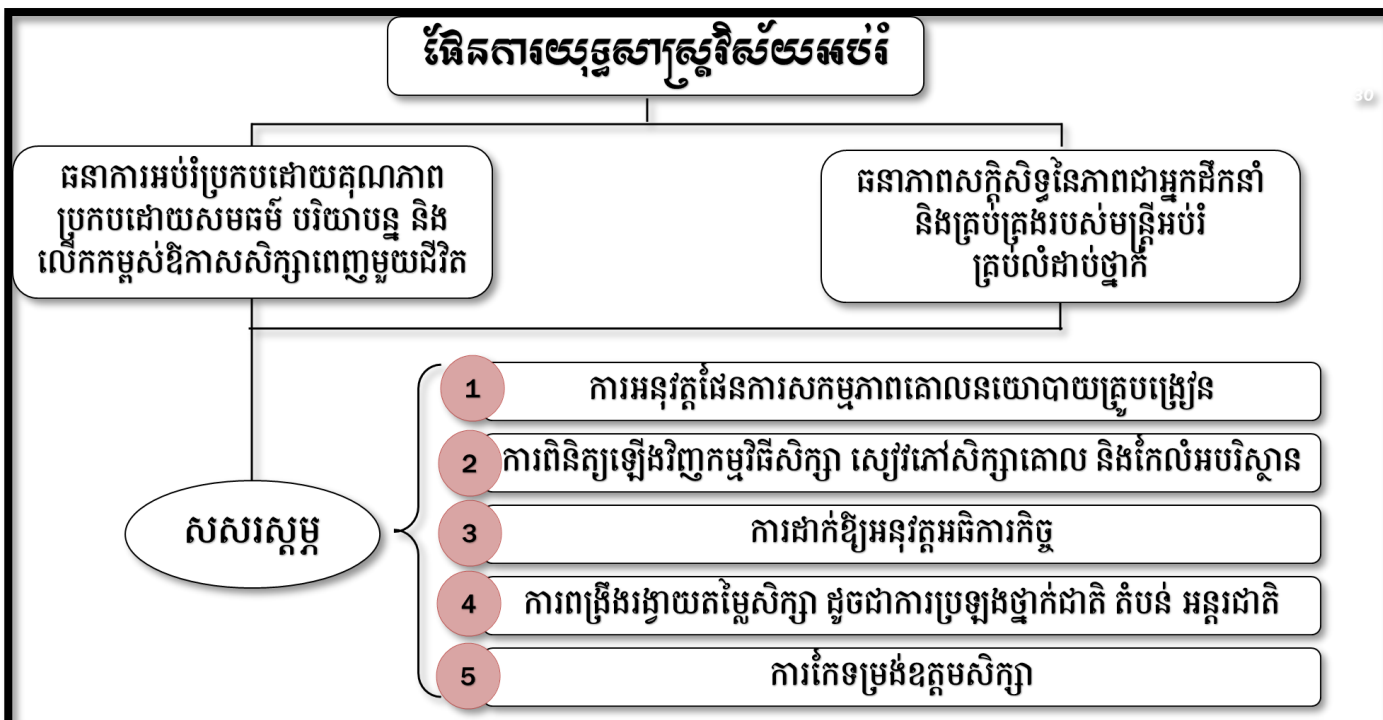 ផែនការយុទ្ធសាស្ត្រវិស័យអប់រំ
30
ធនាការអប់រំប្រកបដោយគុណភាព
ប្រកបដោយសមធម៌ បរិយាបន្ន និង
លើកកម្ពស់ឱកាសសិក្សាពេញមួយជីវិត
ធនាភាពសក្តិសិទ្ធនៃភាពជាអ្នកដឹកនាំ
និងគ្រប់គ្រងរបស់មន្ត្រីអប់រំ
គ្រប់លំដាប់ថ្នាក់
សសរស្តម្ភ
1 ការអនុវត្តផែនការសកម្មភាពគោលនយោបាយគ្រូបង្រៀន
2 ការពិនិត្យឡើងវិញកម្មវិធីសិក្សា សៀវភៅសិក្សាគោល និងកែលំអបរិស្ថាន
3 ការដាក់ឱ្យអនុវត្តអធិការកិច្ច
4 ការពង្រឹងរង្វាយតម្លៃសិក្សា ដូចជាការប្រឡងថ្នាក់ជាតិ តំបន់ អន្តរជាតិ
5 ការកែទម្រង់ឧត្តមសិក្សា